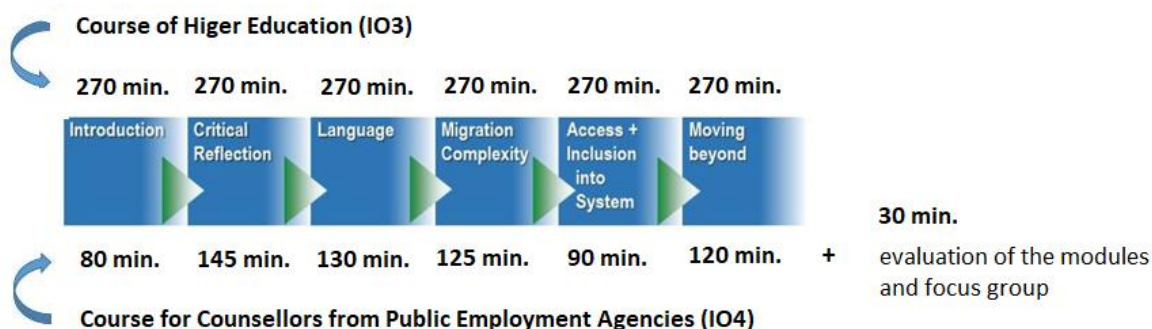 Course of Higer Education (IO3)
270 min. 270 min. 270 min. 270 min. 270 min. 270 min.
Introduction
Critical
Reflection
Language
Migration
Complexity
Access +
Inclusion
into
System
Moving
beyond
80 min. 145 min. 130 min. 125 min. 90 min. 120 min. +
30 min.
evaluation of the modules
and focus group
Course for Counsellors from Public Employment Agencies (IO4)